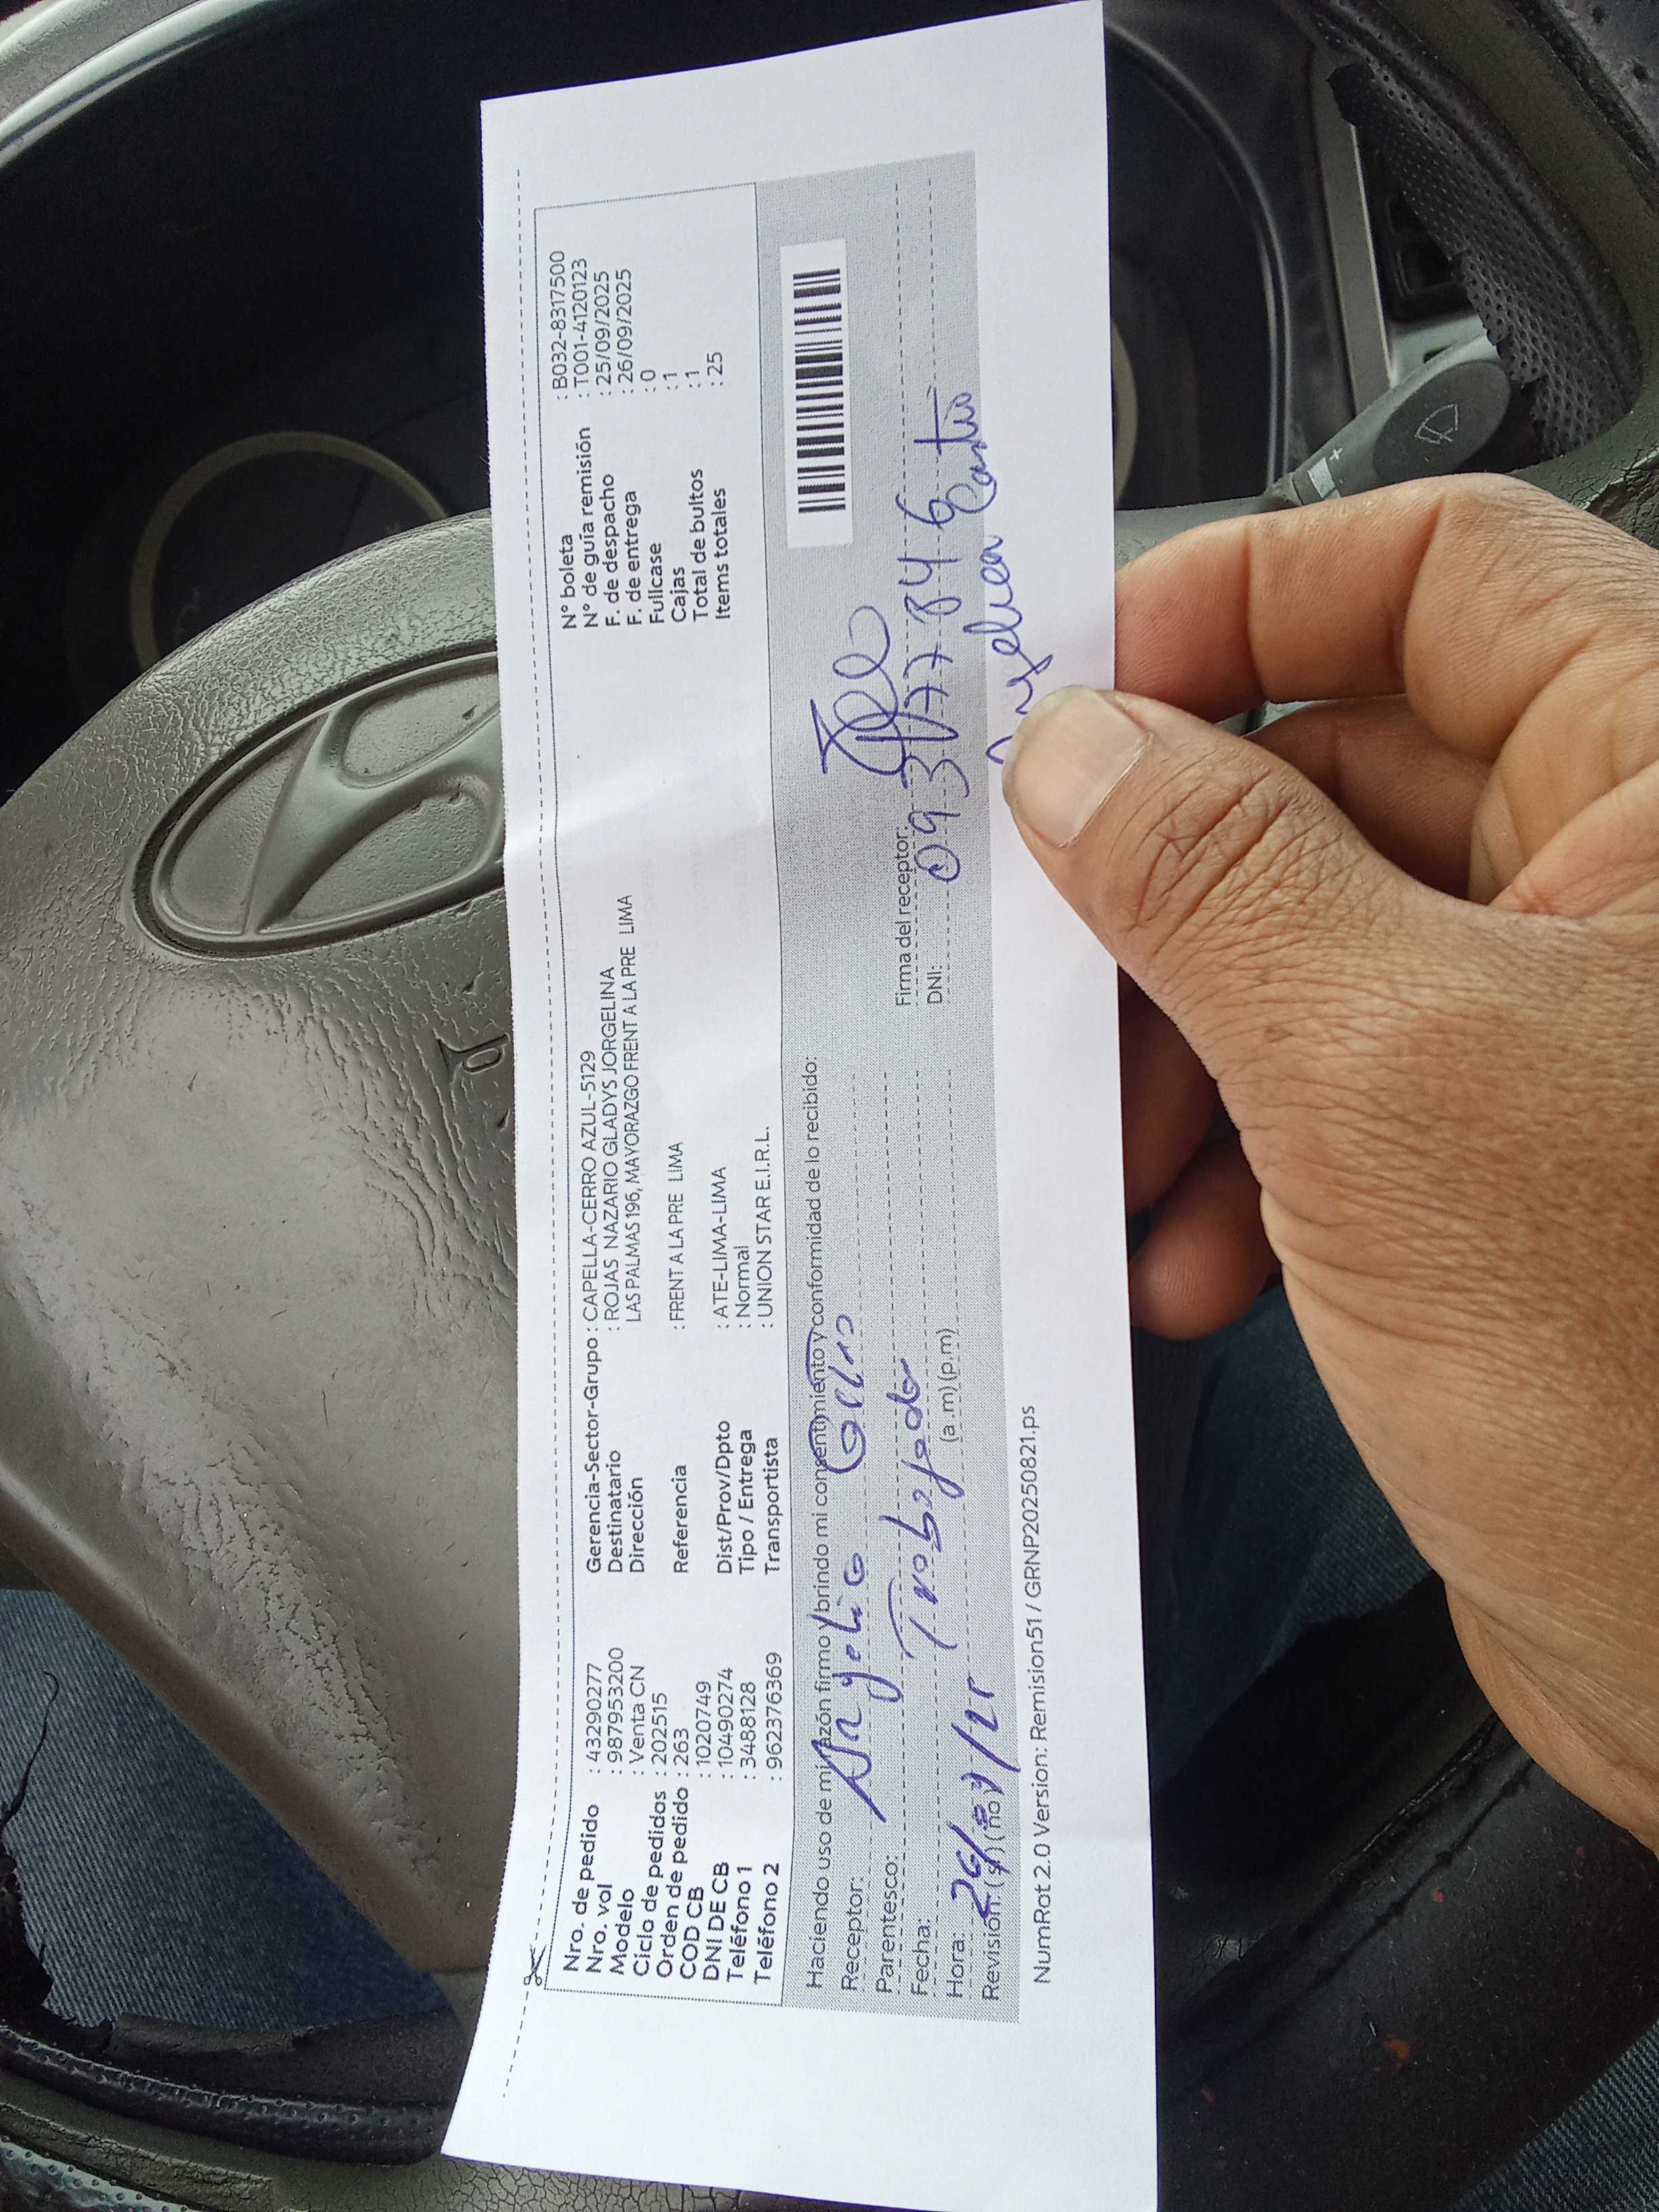 Nro. de pedido : 43290277
Nro. vol : 987953200
Modelo : Venta CN
Ciclo de pedidos : 202515
Orden de pedido : 263
COD CB : 1020749
DNI DE CB : 10490274
Teléfono 1 : 3488128
Teléfono 2 : 962376369
Gerencia-Sector-Grupo : CAPELLA-CERRO AZUL-5129
Destinatario : ROJAS NAZARIO GLADYS JORGELINA
Dirección LAS PALMAS 196, MAYORAZGO FRENT A LA PRE LIMA
Referencia : FRENT A LA PRE LIMA
Dist/Prov/Dpto : ATE-LIMA-LIMA
Tipo / Entrega : Normal
Transportista : UNION STAR E.I.R.L.
N° boleta : B032-8317500
N° de guía remisión : T001-4120123
F. de despacho : 25/09/2025
F. de entrega : 26/09/2025
Fullcase : 0
Cajas : 1
Total de bultos : 1
Items totales : 25
Haciendo uso de mi razón firmo y brindo mi consentimiento y conformidad de lo recibido:
Receptor:
Parentesco: Trabajador
Fecha: 26/09/25
Hora: (a.m) (p.m)
Revisión: (si) (no)
Firma del receptor:
DNI: 09377846
Castro
NumRot 2.0 Version: Remision51 / GRNP20250821.ps